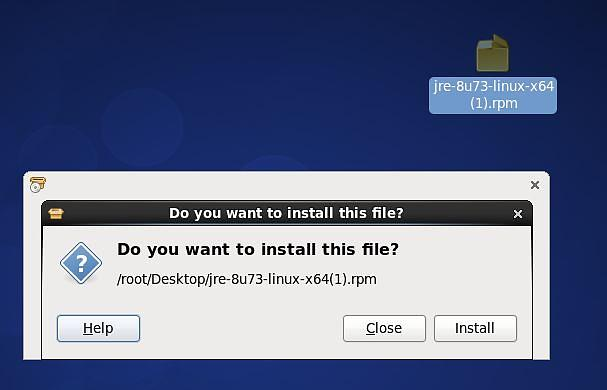 jre-8u73-linux-x64
(1).rpm
Do you want to install this file?
Do you want to install this file?
/root/Desktop/jre-8u73-linux-x64(1).rpm
Help
Close
Install